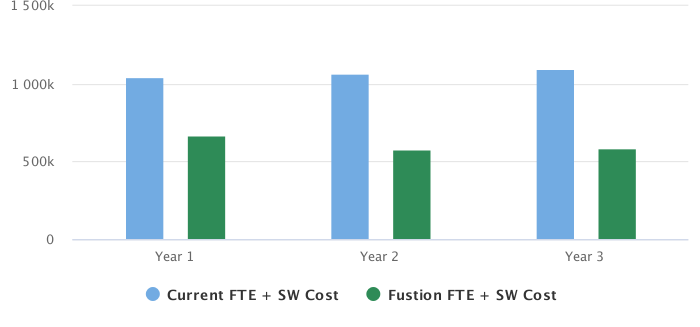 1 500k
1 000k
500k
0
Year 1 Year 2 Year 3
Current FTE + SW Cost Fustion FTE + SW Cost